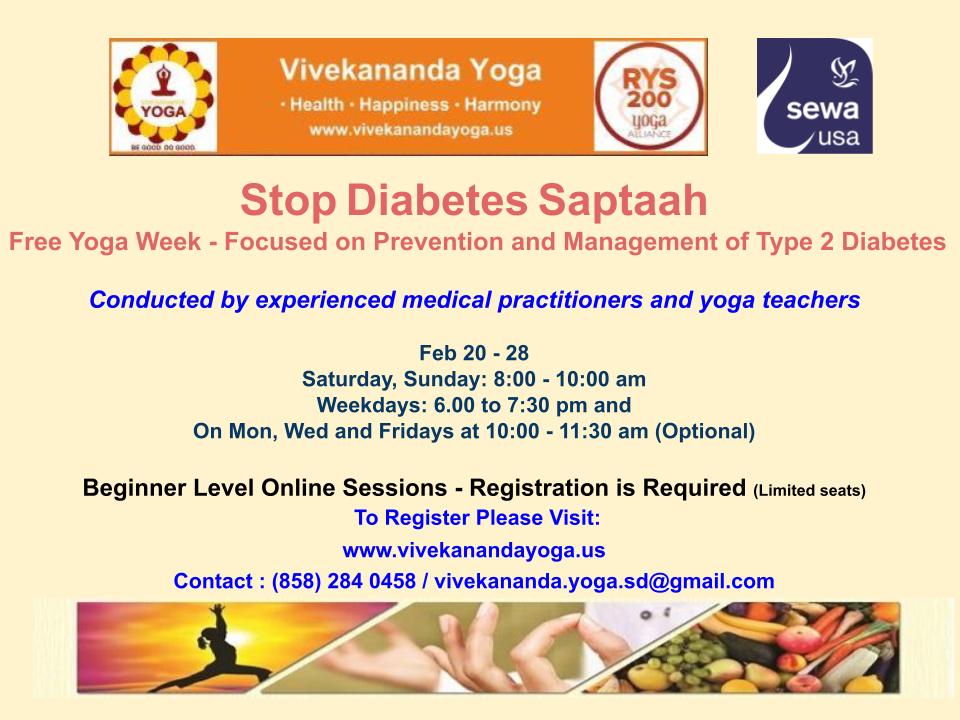 YOGA
BE GOOD. DO GOOD.
Vivekananda Yoga
• Health • Happiness • Harmony
www.vivekanandayoga.us
RYS
200
yoga
ALLIANCE
sewa
usa
Stop Diabetes Saptaah
Free Yoga Week - Focused on Prevention and Management of Type 2 Diabetes
Conducted by experienced medical practitioners and yoga teachers
Feb 20 - 28
Saturday, Sunday: 8:00 - 10:00 am
Weekdays: 6.00 to 7:30 pm and
On Mon, Wed and Fridays at 10:00 - 11:30 am (Optional)
Beginner Level Online Sessions - Registration is Required (Limited seats)
To Register Please Visit:
www.vivekanandayoga.us
Contact : (858) 284 0458 / vivekananda.yoga.sd@gmail.com